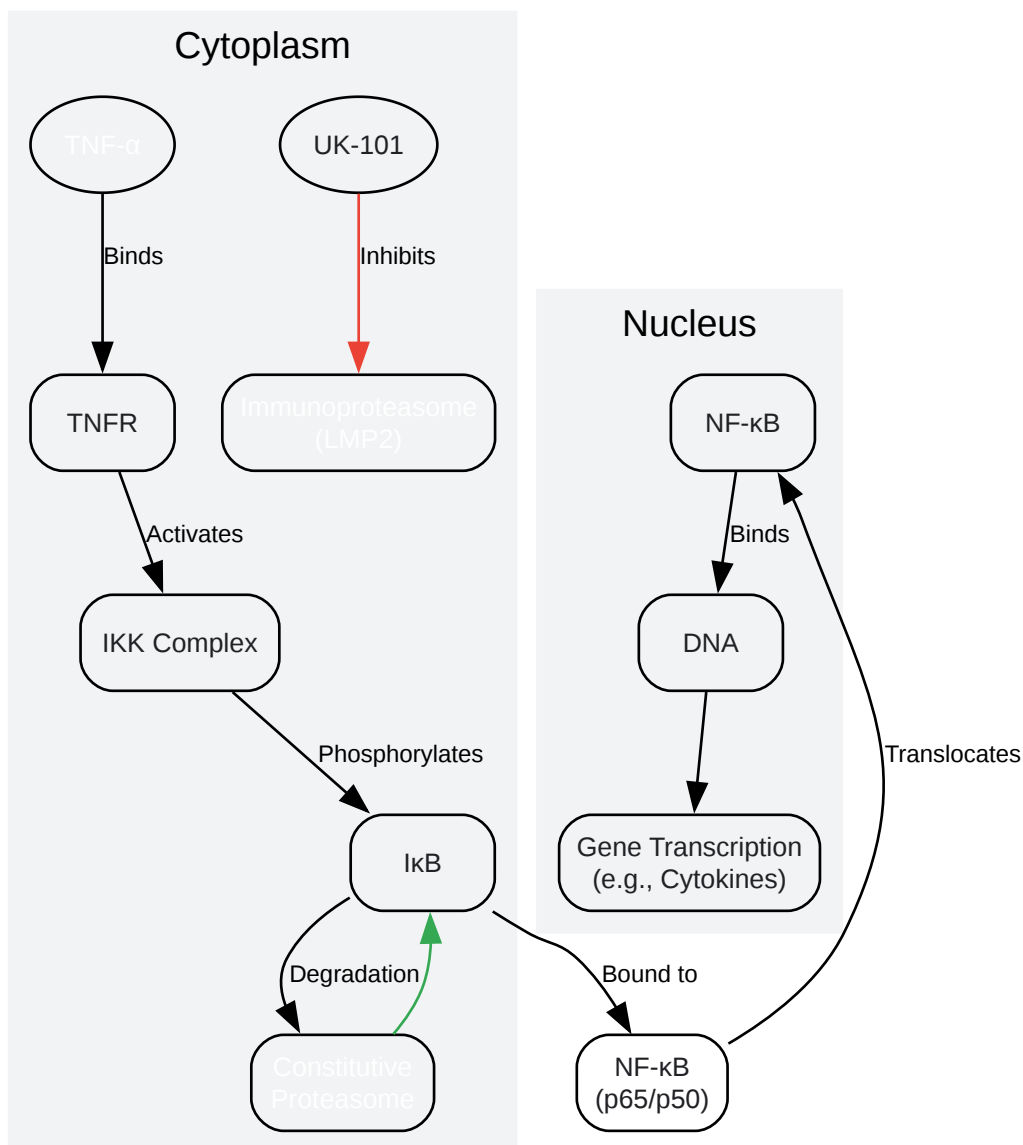 Cytoplasm
TNF-α
UK-101
Binds
Inhibits
Nucleus
TNFR
Immunoproteasome
(LMP2)
NF-κB
Activates
Binds
IKK Complex
DNA
Phosphorylates
Translocates
IκB
Gene Transcription
(e.g., Cytokines)
Degradation
Bound to
Constitutive
Proteasome
NF-κB
(p65/p50)